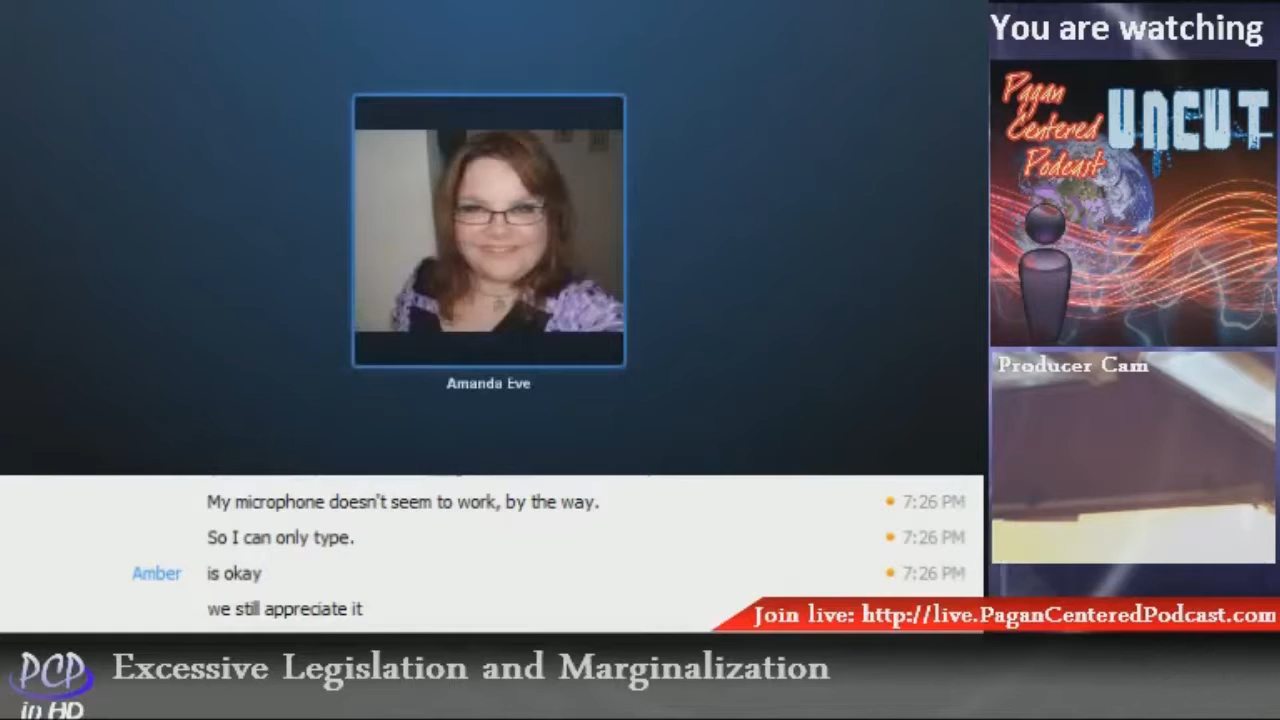 You are watching
Pagan
Centered
Podcast
UNCUT
Producer Cam
Amanda Eve
My microphone doesn't seem to work, by the way.
7:26 PM
So I can only type.
7:26 PM
Amber
is okay
7:26 PM
we still appreciate it
Join live: http://live.PaganCenteredPodcast.com
PCP
in HD
Excessive Legislation and Marginalization